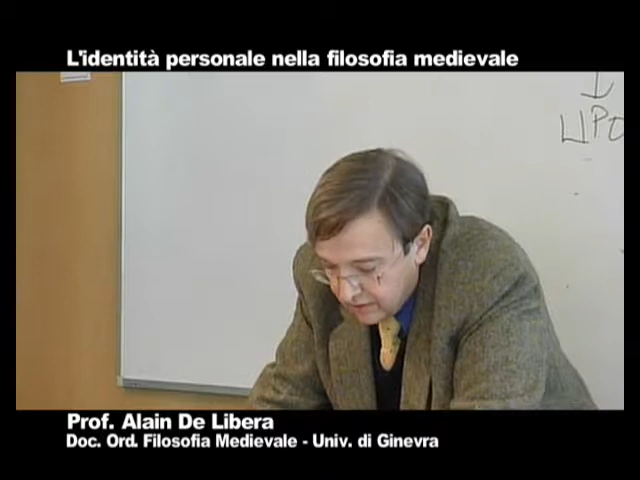 L'identità personale nella filosofia medievale
Prof. Alain De Libera
Doc. Ord. Filosofia Medievale - Univ. di Ginevra